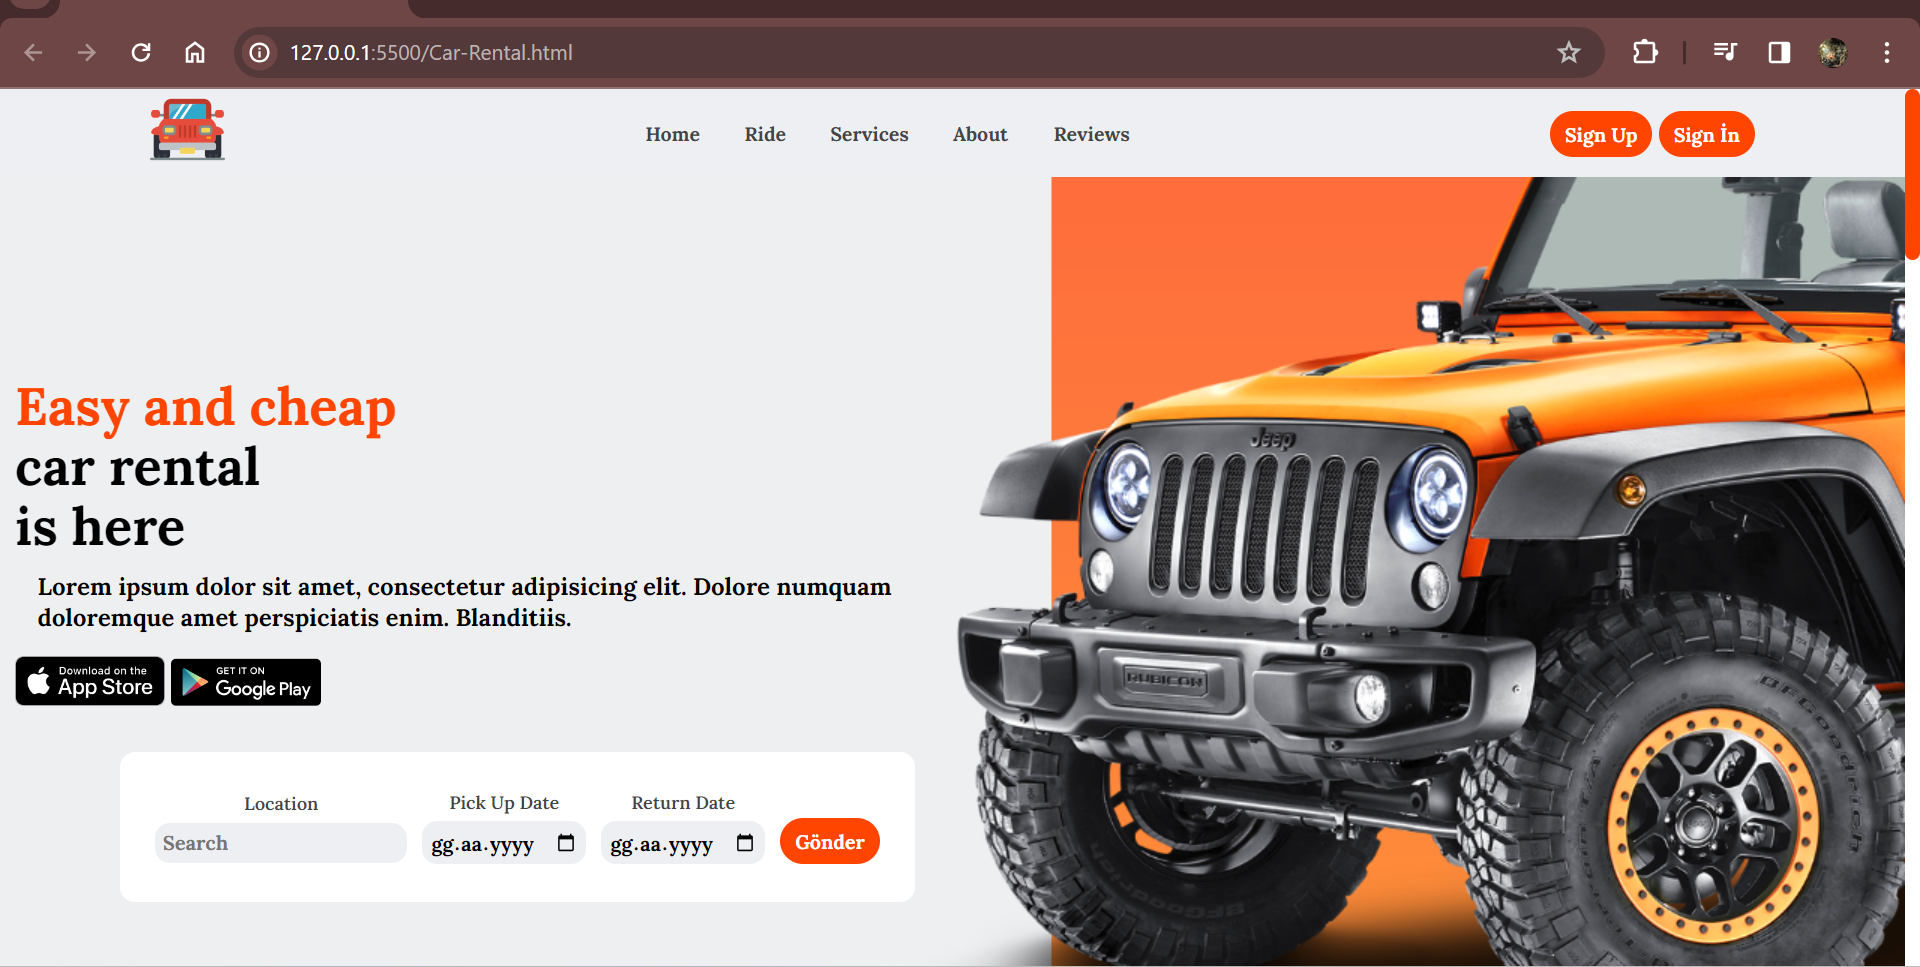 127.0.0.1:5500/Car-Rental.html
Home Ride Services About Reviews
Sign Up Sign İn
Easy and cheap
car rental
is here
Lorem ipsum dolor sit amet, consectetur adipisicing elit. Dolore numquam
doloremque amet perspiciatis enim. Blanditiis.
Download on the
App Store
GET IT ON
Google Play
Location Pick Up Date Return Date
Search gg.aa.yyyy gg.aa.yyyy Gönder
Jeep
RUBICON
BFGoodrich